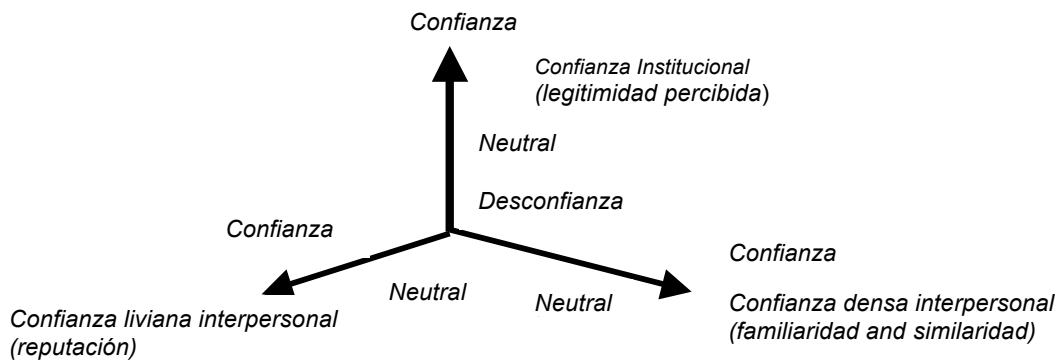 Confianza
Confianza Institucional
(legitimidad percibida)
Neutral
Desconfianza
Confianza
Confianza
Neutral
Neutral
Confianza liviana interpersonal
(reputación)
Confianza densa interpersonal
(familiaridad and similaridad)